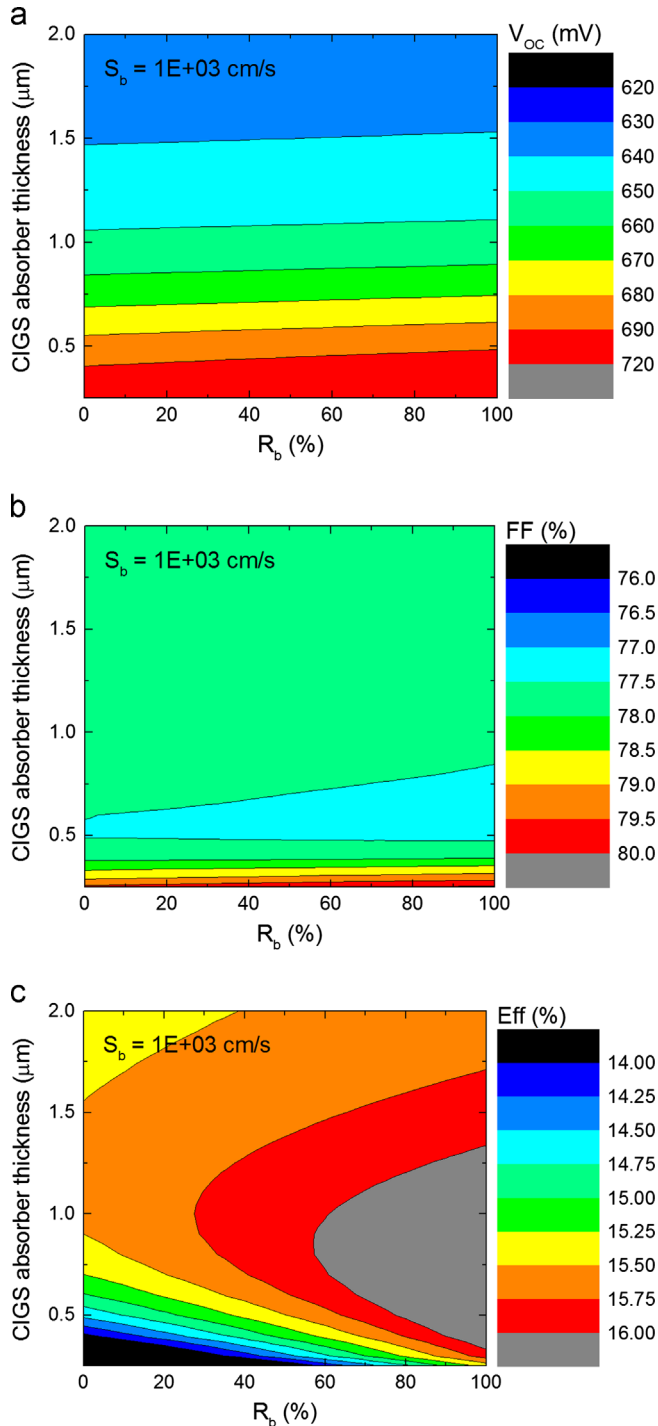 a
V_OC (mV)
S_b = 1E+03 cm/s
2.0
1.5
1.0
0.5
CIGS absorber thickness (μm)
0 20 40 60 80 100
R_b (%)
620
630
640
650
660
670
680
690
720
b
FF (%)
S_b = 1E+03 cm/s
2.0
1.5
1.0
0.5
CIGS absorber thickness (μm)
0 20 40 60 80 100
R_b (%)
76.0
76.5
77.0
77.5
78.0
78.5
79.0
79.5
80.0
c
Eff (%)
S_b = 1E+03 cm/s
2.0
1.5
1.0
0.5
CIGS absorber thickness (μm)
0 20 40 60 80 100
R_b (%)
14.00
14.25
14.50
14.75
15.00
15.25
15.50
15.75
16.00